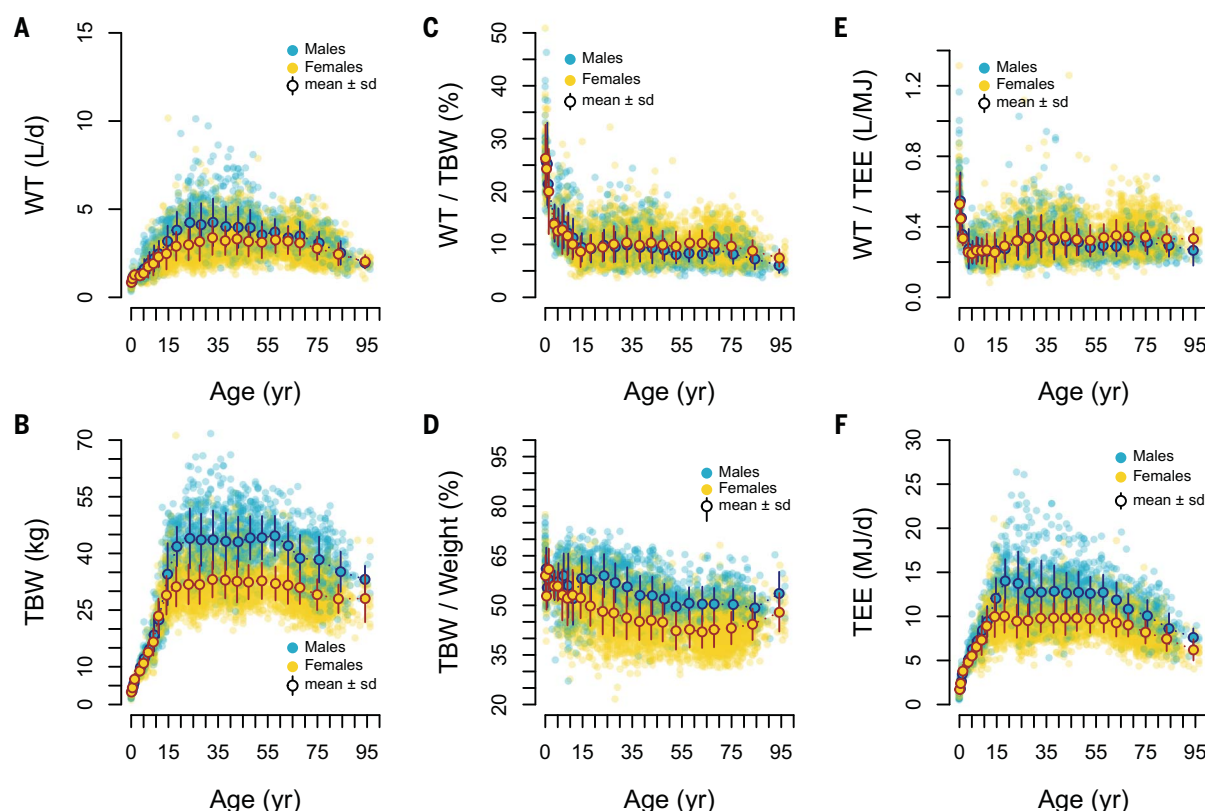 A
WT (L/d)
15
10
5
0
Males
Females
mean ± sd
0 15 35 55 75 95
Age (yr)
C
WT / TBW (%)
50
40
30
20
10
0
Males
Females
mean ± sd
0 15 35 55 75 95
Age (yr)
E
WT / TEE (L/MJ)
1.2
0.8
0.4
0.0
Males
Females
mean ± sd
0 15 35 55 75 95
Age (yr)
B
TBW (kg)
70
55
40
25
10
0
Males
Females
mean ± sd
0 15 35 55 75 95
Age (yr)
D
TBW / Weight (%)
95
80
65
50
35
20
Males
Females
mean ± sd
0 15 35 55 75 95
Age (yr)
F
TEE (MJ/d)
30
25
20
15
10
5
0
Males
Females
mean ± sd
0 15 35 55 75 95
Age (yr)